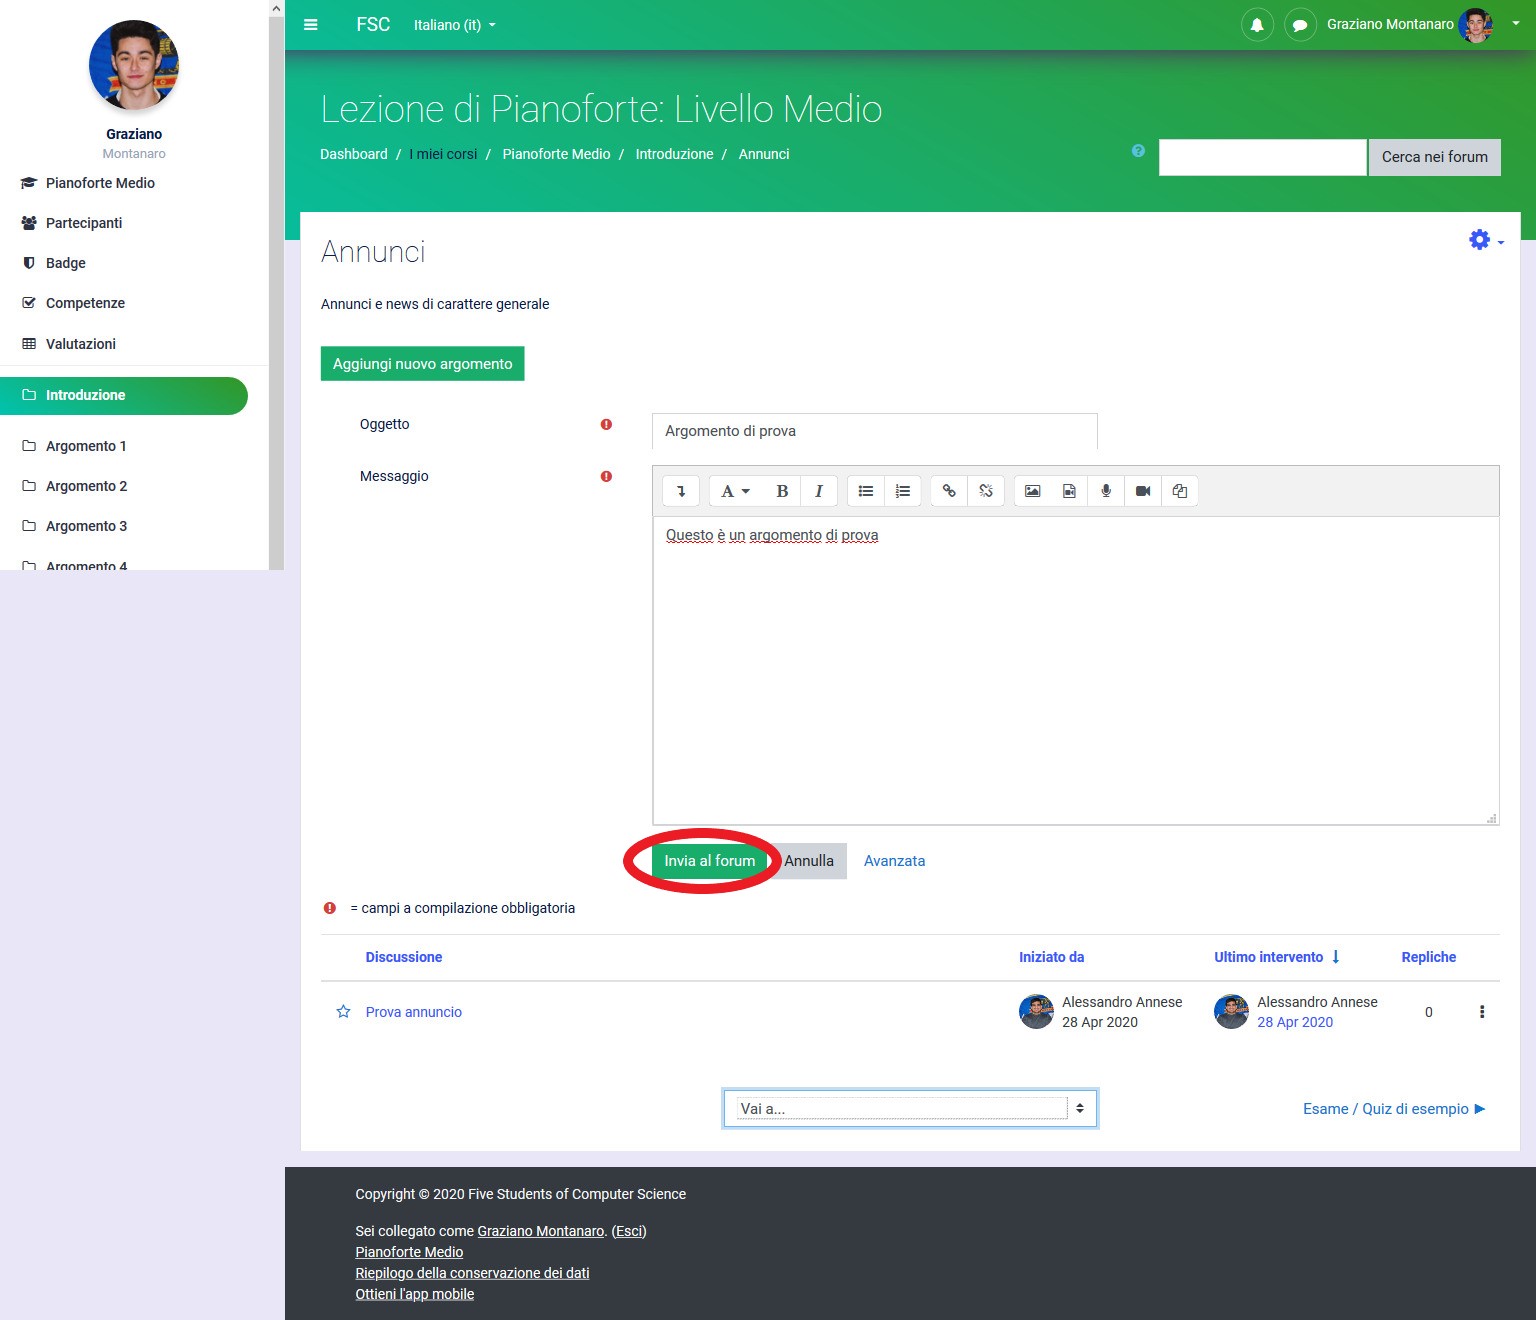 Graziano
Montanaro
Pianoforte Medio
Partecipanti
Badge
Competenze
Valutazioni
Introduzione
Argomento 1
Argomento 2
Argomento 3
Argomento 4
FSC Italiano (it)
Graziano Montanaro
Lezione di Pianoforte: Livello Medio
Dashboard / I miei corsi / Pianoforte Medio / Introduzione / Annunci
Cerca nei forum
Annunci
Annunci e news di carattere generale
Aggiungi nuovo argomento
Oggetto
Argomento di prova
Messaggio
A B I
Questo è un argomento di prova
Invia al forum Annulla Avanzata
= campi a compilazione obbligatoria
Discussione Iniziato da Ultimo intervento Repliche
Prova annuncio
Alessandro Annese
28 Apr 2020
Alessandro Annese
28 Apr 2020
0
Vai a...
Esame / Quiz di esempio
Copyright © 2020 Five Students of Computer Science
Sei collegato come Graziano Montanaro. (Esci)
Pianoforte Medio
Riepilogo della conservazione dei dati
Ottieni l'app mobile